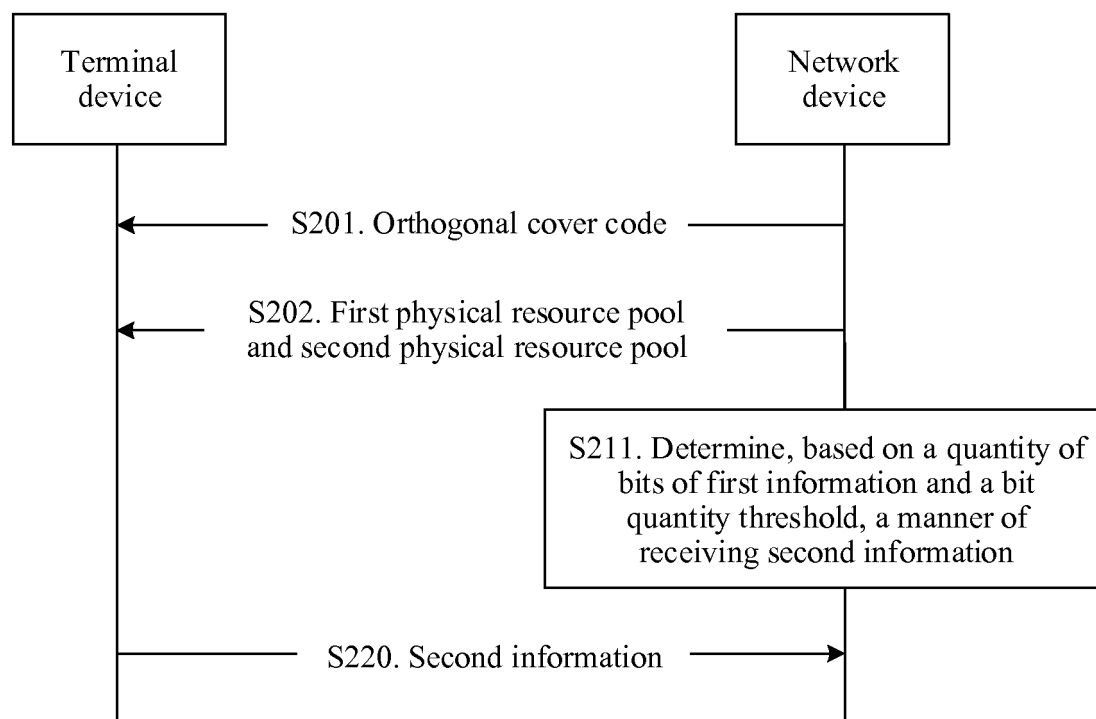 Terminal
device
Network
device
S201. Orthogonal cover code
S202. First physical resource pool
and second physical resource pool
S211. Determine, based on a quantity of
bits of first information and a bit
quantity threshold, a manner of
receiving second information
S220. Second information